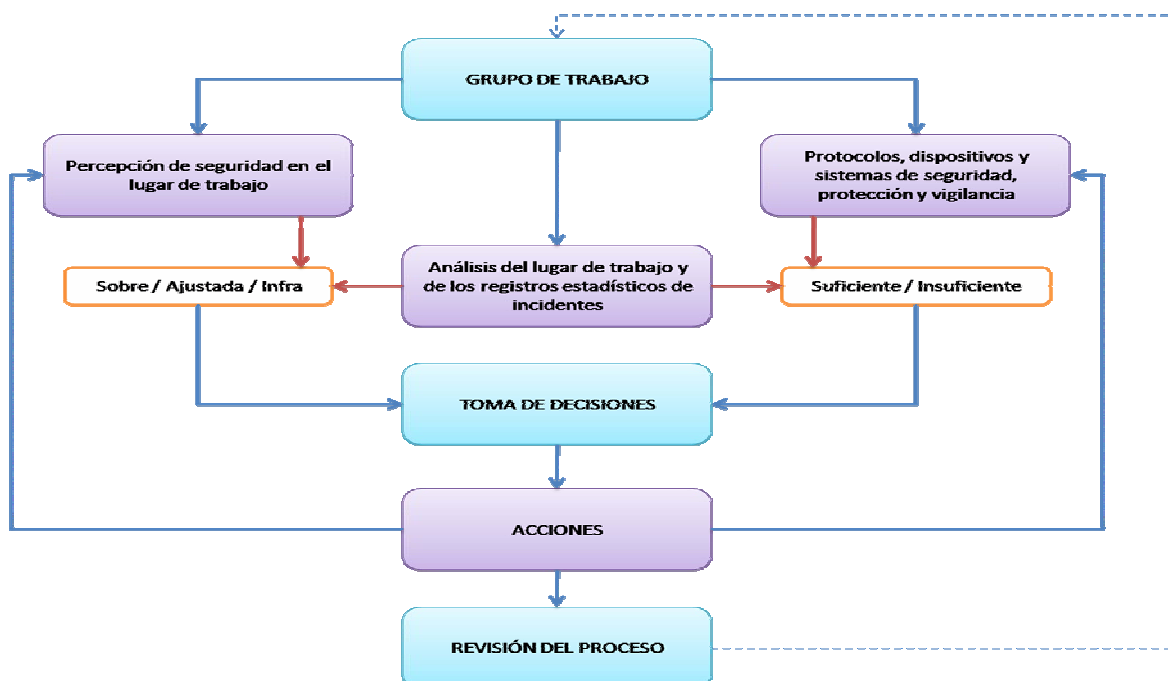 GRUPO DE TRABAJO
Percepción de seguridad en el
lugar de trabajo
Protocolos, dispositivos y
sistemas de seguridad,
protección y vigilancia
Sobre / Ajustada / Infra
Análisis del lugar de trabajo y
de los registros estadísticos de
incidentes
Suficiente / Insuficiente
TOMA DE DECISIONES
ACCIONES
REVISIÓN DEL PROCESO